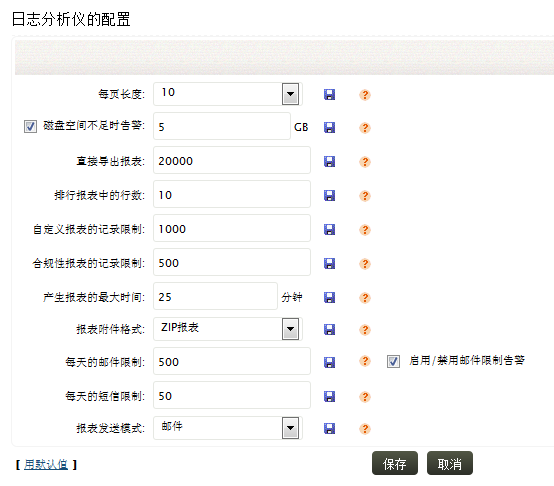 日志分析仪的配置
每页长度: 10 ?
磁盘空间不足时告警: 5 GB ?
直接导出报表: 20000 ?
排行报表中的行数: 10 ?
自定义报表的记录限制: 1000 ?
合规性报表的记录限制: 500 ?
产生报表的最大时间: 25 分钟 ?
报表附件格式: ZIP报表 ?
每天的邮件限制: 500 ? 启用/禁用邮件限制告警
每天的短信限制: 50 ?
报表发送模式: 邮件 ?
[ 用默认值 ] 保存 取消